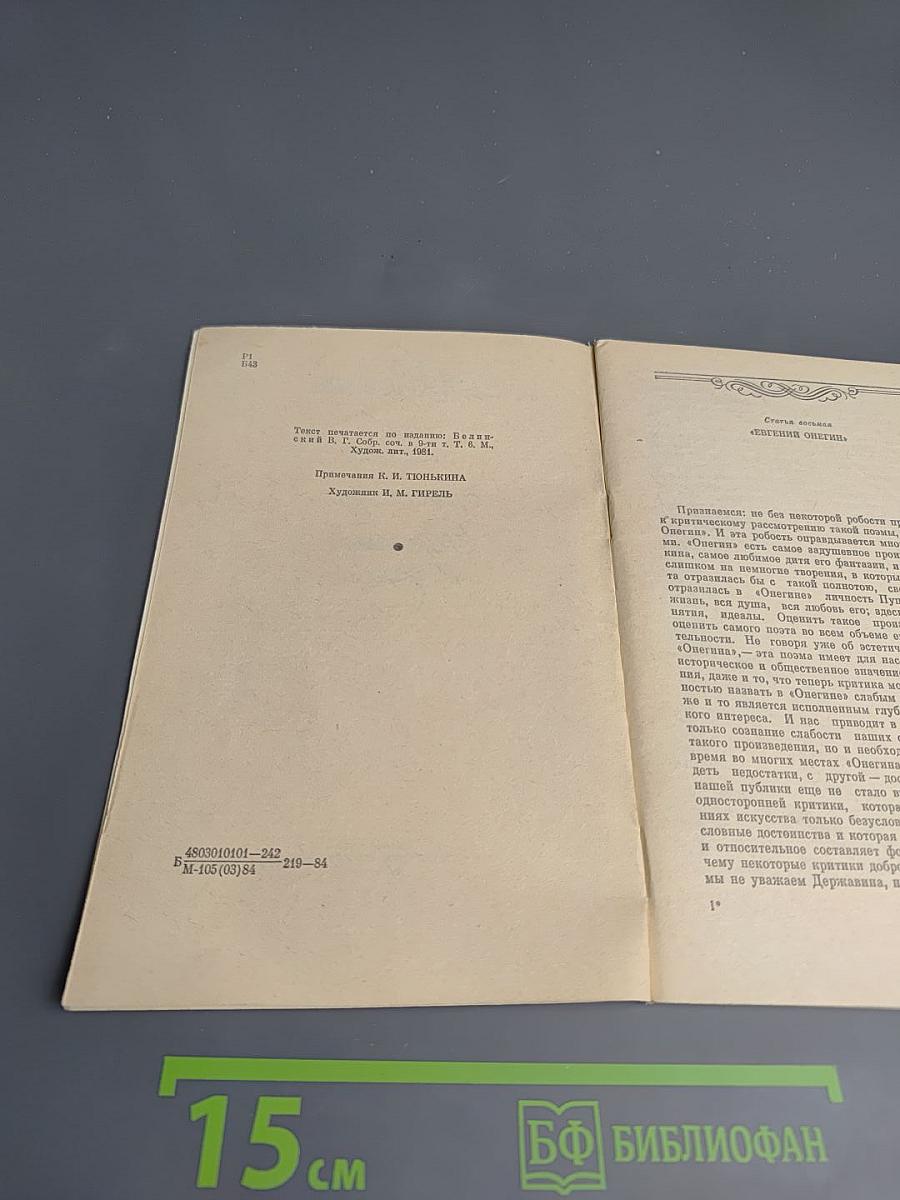 Р1
Б43
Текст печатается по изданию: Белин-
ский В. Г. Собр. соч. в 9-ти т. Т. 6. М.,
Худож. лит., 1981.
Примечания К. И. ТЮНЬКИНА
Художник И. М. ГИРЕЛЬ
Б 4803010101—242
М-105(03)84 219—84
Статья восьмая
«ЕВГЕНИЙ ОНЕГИН»
Признаемся: не без некоторой робости пр
к критическому рассмотрению такой поэмы,
Онегин». И эта робость оправдывается мног
ми. «Онегин» есть самое задушевное прои
кина, самое любимое дитя его фантазии, и
слишком на немногие творения, в которы
та отразилась бы с такой полнотою, све
отразилась в «Онегине» личность Пуш
жизнь, вся душа, вся любовь его; здес
нятия, идеалы. Оценить такое прои
оценить самого поэта во всем объеме е
тельности. Не говоря уже об эстетич
«Онегина»,— эта поэма имеет для нас
историческое и общественное значение
ния, даже и то, что теперь критика мо
ностью назвать в «Онегине» слабым
же и то является исполненным глуб
кого интереса. И нас приводит в
только сознание слабости наших с
такого произведения, но и необход
время во многих местах «Онегина
деть недостатки, с другой — дос
нашей публики еще не стало в
односторонней критики, котора
ниях искусства только безуслов
словные достоинства и которая
и относительное составляет фо
чему некоторые критики добро
мы не уважаем Державина, н
1*
15 см
БФ БИБЛИОФАН